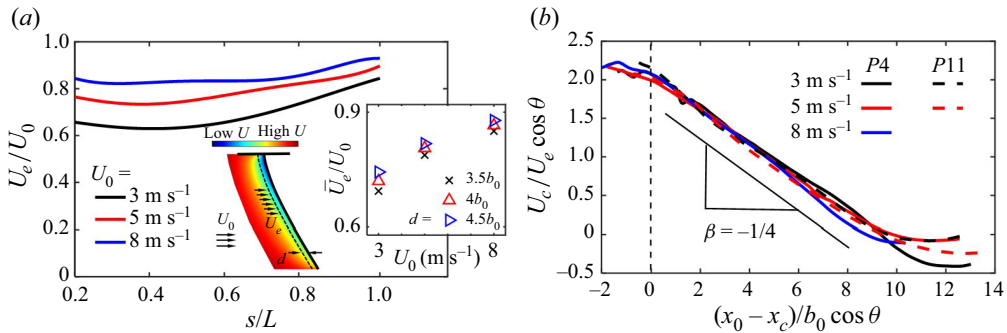 (a)
U_e/U_0
1.0
0.8
0.6
0.4
0.2
0
0.2
0.4
0.6
0.8
1.0
s/L
U_0 =
3 m s⁻¹
5 m s⁻¹
8 m s⁻¹
Low U
High U
U_0
U_e
d
0.9
0.6
Ū_e/U_0
3
8
U_0 (m s⁻¹)
d =
3.5b_0
4b_0
4.5b_0
(b)
U_c/U_e cos θ
2.5
2.0
1.5
1.0
0.5
0
−0.5
−2
0
2
4
6
8
10
12
14
(x_0 − x_c)/b_0 cos θ
P4
P11
3 m s⁻¹
5 m s⁻¹
8 m s⁻¹
β = −1/4